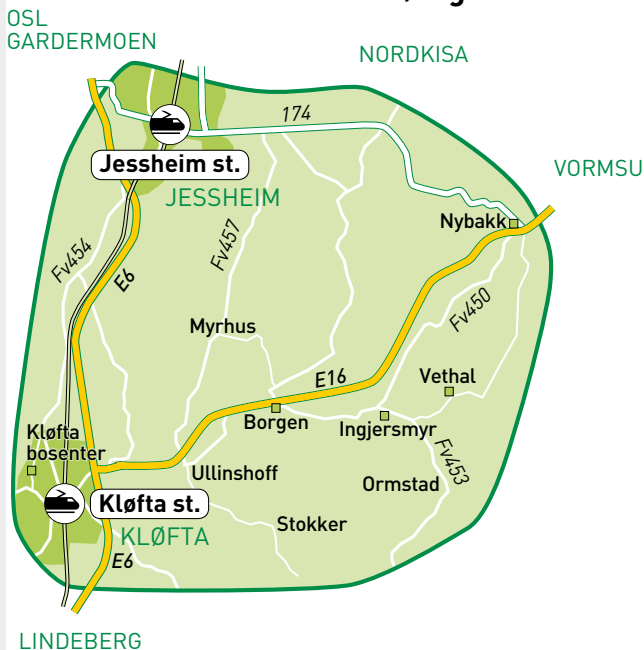 OSL
GARDERMOEN
NORDKISA
174
Jessheim st.
VORMSU
JESSHEIM
Nybakk
Fv457
Fv454
E6
Fv450
Myrhus
E16
Vethal
Borgen
Ingjersmyr
Kløfta
bosenter
Fv453
Ullinshoff
Ormstad
Kløfta st.
Stokker
KLØFTA
E6
LINDEBERG